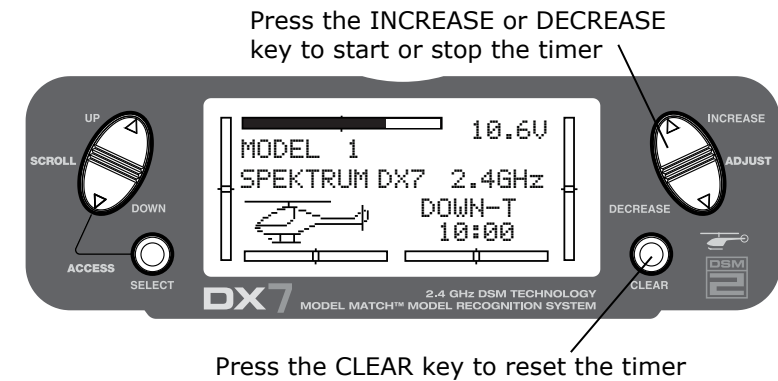 Press the INCREASE or DECREASE
key to start or stop the timer
UP
SCROLL
DOWN
ACCESS
SELECT
10.6V
MODEL 1
SPEKTRUM DX7 2.4GHz
DOWN-T
10:00
INCREASE
ADJUST
DECREASE
CLEAR
DSM
2
DX7
2.4 GHz DSM TECHNOLOGY
MODEL MATCH™ MODEL RECOGNITION SYSTEM
Press the CLEAR key to reset the timer